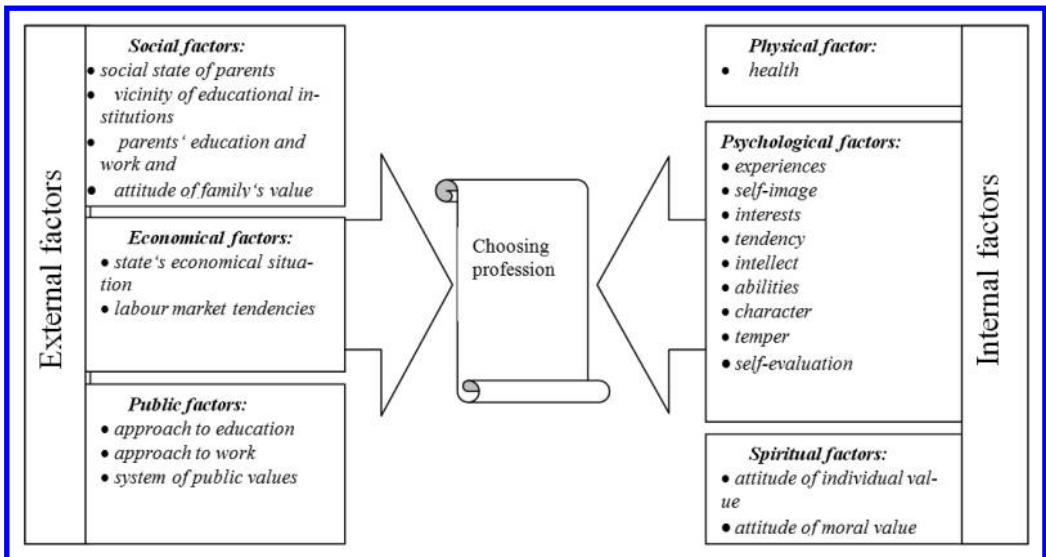 External factors
Social factors:
● social state of parents
● vicinity of educational in-
stitutions
● parents‘ education and
work and
● attitude of family‘s value
Economical factors:
● state‘s economical situa-
tion
● labour market tendencies
Public factors:
● approach to education
● approach to work
● system of public values
Choosing
profession
Physical factor:
● health
Psychological factors:
● experiences
● self-image
● interests
● tendency
● intellect
● abilities
● character
● temper
● self-evaluation
Spiritual factors:
● attitude of individual val-
ue
● attitude of moral value
Internal factors